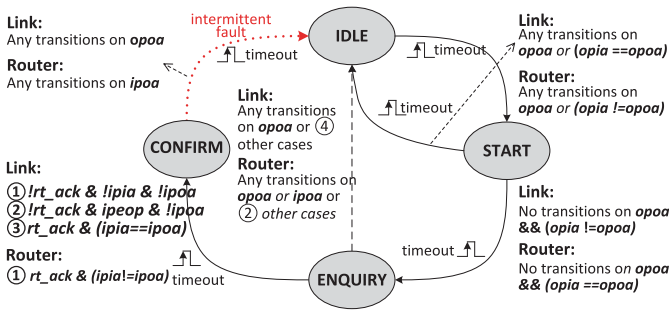 Link:
Any transitions on opoa
Router:
Any transitions on ipoa
intermittent
fault
timeout
IDLE
timeout
Link:
Any transitions on
opoa or (opia ==opoa)
Router:
Any transitions on
opoa or (opia !=opoa)
timeout
Link:
Any transitions
on opoa or ④
other cases
Router:
Any transitions on
opoa or ipoa or
② other cases
CONFIRM
START
Link:
① !rt_ack & !ipia & !ipoa
② !rt_ack & ipeop & !ipoa
③ rt_ack & (ipia==ipoa)
Router:
① rt_ack & (ipia!=ipoa)
timeout
ENQUIRY
timeout
Link:
No transitions on opoa
&& (opia !=opoa)
Router:
No transitions on opoa
&& (opia ==opoa)